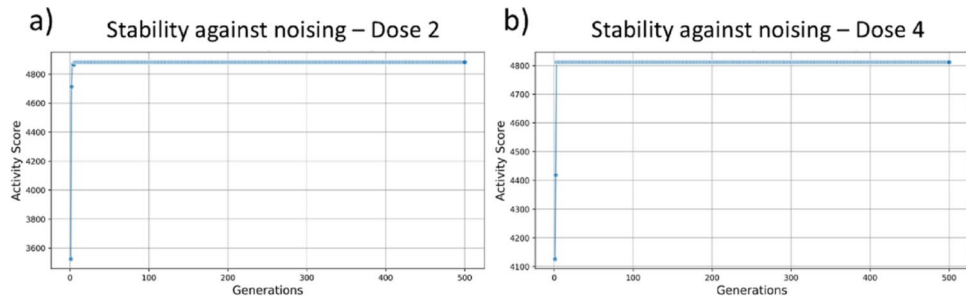 a) Stability against noising – Dose 2
4800
4600
4400
4200
4000
3800
3600
Activity Score
0 100 200 300 400 500
Generations
b) Stability against noising – Dose 4
4800
4700
4600
4500
4400
4300
4200
4100
Activity Score
0 100 200 300 400 500
Generations